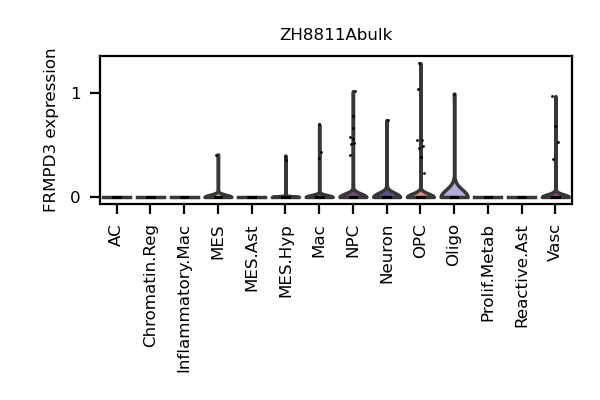 ZH8811Abulk
FRMPD3 expression
1
0
AC
Chromatin.Reg
Inflammatory.Mac
MES
MES.Ast
MES.Hyp
Mac
NPC
Neuron
OPC
Oligo
Prolif.Metab
Reactive.Ast
Vasc